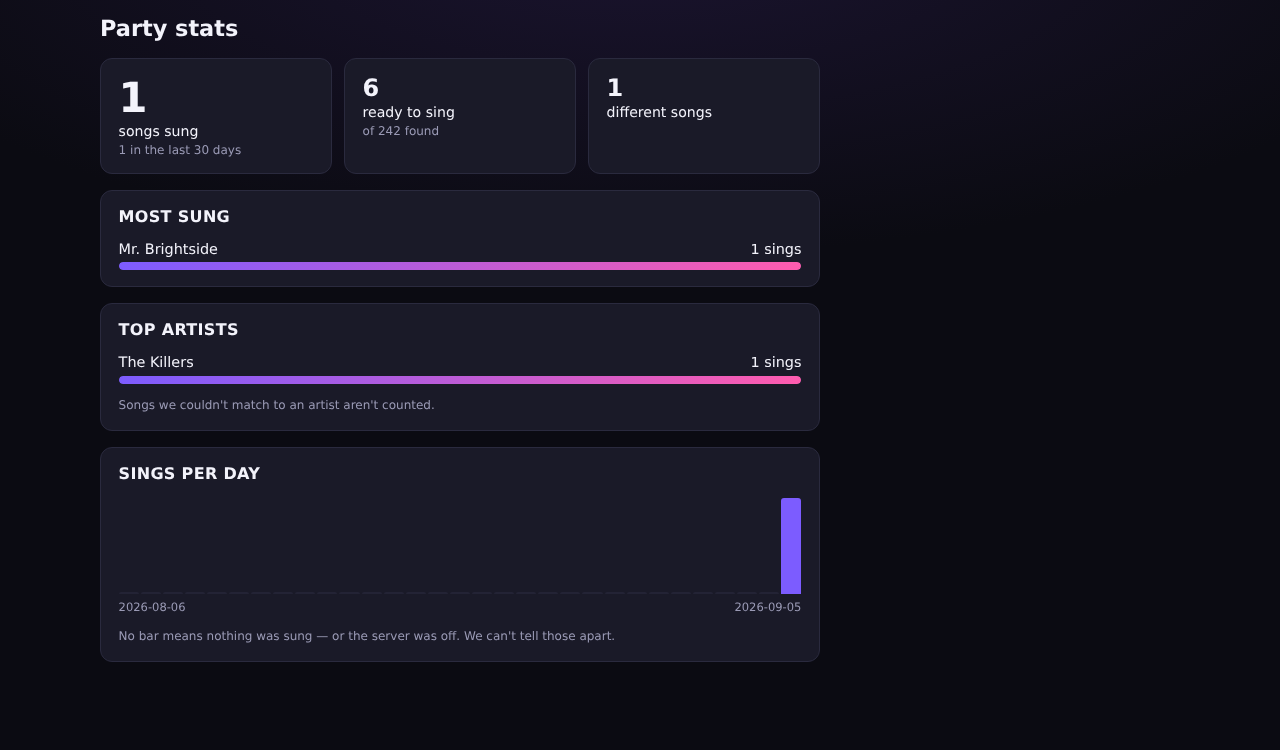 Party stats
1
songs sung
1 in the last 30 days
6
ready to sing
of 242 found
1
different songs
MOST SUNG
Mr. Brightside 1 sings
TOP ARTISTS
The Killers 1 sings
Songs we couldn't match to an artist aren't counted.
SINGS PER DAY
2026-08-06 2026-09-05
No bar means nothing was sung — or the server was off. We can't tell those apart.